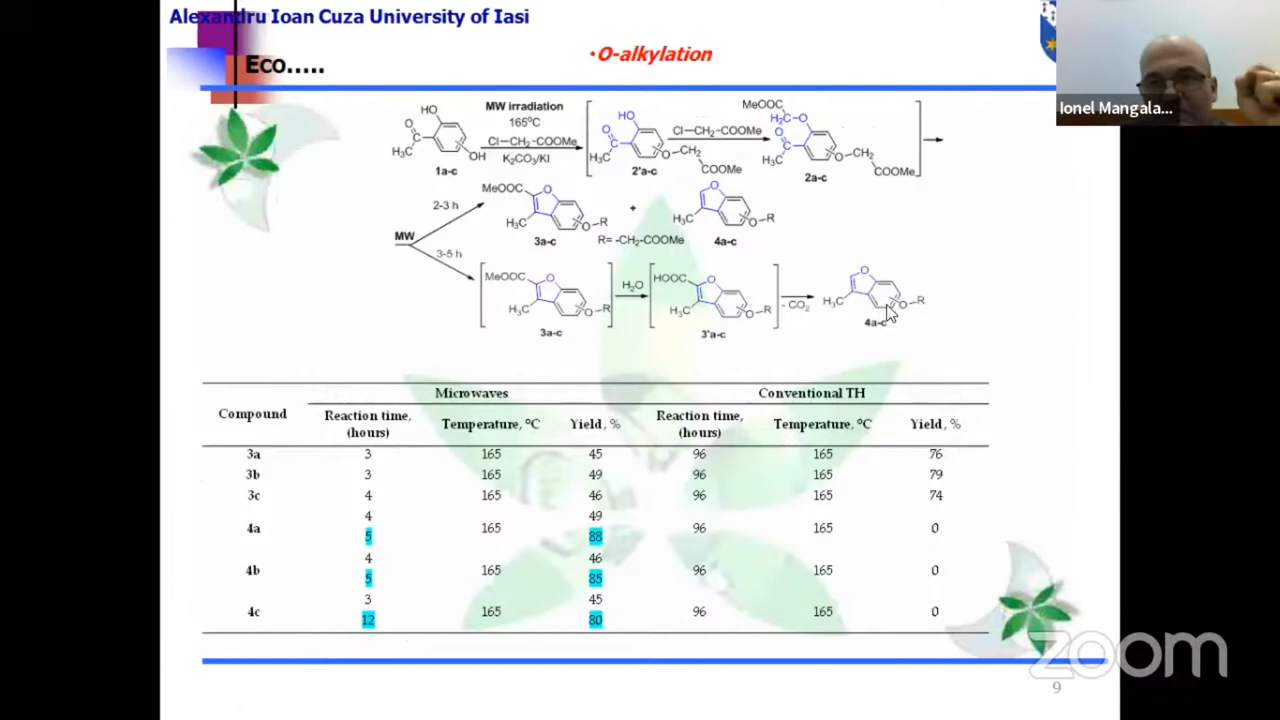 Alexandru Ioan Cuza University of Iasi
Eco.....
•O-alkylation
Ionel Mangala...
HO
O
H₃C
OH
1a-c
MW irradiation
165°C
Cl—CH₂-COOMe
K₂CO₃/KI
HO
O
H₃C
O
CH₂
COOMe
2'a-c
Cl—CH₂-COOMe
MeOOC
H₂C
O
O
H₃C
O
CH₂
COOMe
2a-c
MW
2-3 h
3-5 h
MeOOC
O
H₃C
O-R
3a-c
+
R= -CH₂-COOMe
O
H₃C
O-R
4a-c
MeOOC
O
H₃C
O-R
3a-c
H₂O
HOOC
O
H₃C
O-R
3'a-c
- CO₂
O
H₃C
O-R
4a-c
Compound Microwaves Conventional TH
Reaction time, (hours) Temperature, °C Yield, % Reaction time, (hours) Temperature, °C Yield, %
3a 3 165 45 96 165 76
3b 3 165 49 96 165 79
3c 4 165 46 96 165 74
4 49
4a 165 96 165 0
5 88
4 46
4b 165 96 165 0
5 85
3 45
4c 165 96 165 0
12 80
zoom
9